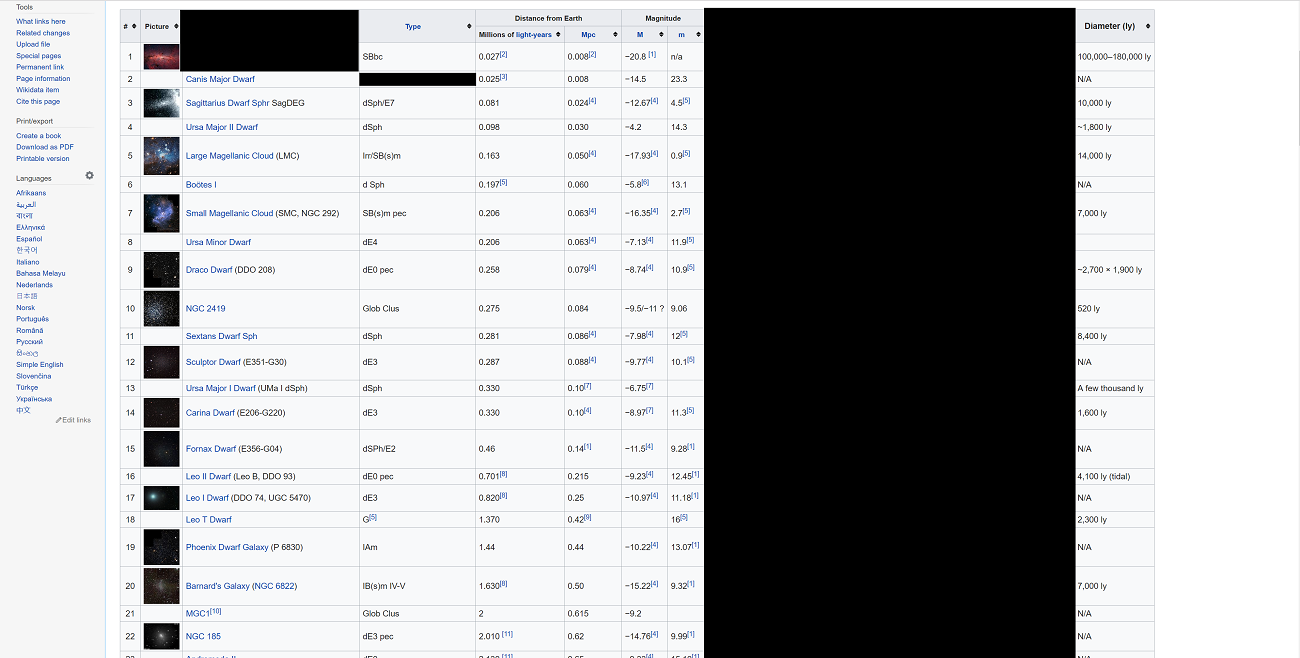 Tools
What links here
Related changes
Upload file
Special pages
Permanent link
Page information
Wikidata item
Cite this page
Print/export
Create a book
Download as PDF
Printable version
Languages
Afrikaans
العربية
বাংলা
Ελληνικά
Español
한국어
Italiano
Bahasa Melayu
Nederlands
日本語
Norsk
Português
Română
Русский
සිංහල
Simple English
Slovenčina
Türkçe
Українська
中文
Edit links
# Picture Type Distance from Earth Magnitude Diameter (ly)
Millions of light-years Mpc M m
1 SBbc 0.027[2] 0.008[2] −20.8 [1] n/a 100,000–180,000 ly
2 Canis Major Dwarf 0.025[3] 0.008 −14.5 23.3 N/A
3 Sagittarius Dwarf Sphr SagDEG dSph/E7 0.081 0.024[4] −12.67[4] 4.5[5] 10,000 ly
4 Ursa Major II Dwarf dSph 0.098 0.030 −4.2 14.3 ~1,800 ly
5 Large Magellanic Cloud (LMC) Irr/SB(s)m 0.163 0.050[4] −17.93[4] 0.9[5] 14,000 ly
6 Boötes I d Sph 0.197[5] 0.060 −5.8[6] 13.1 N/A
7 Small Magellanic Cloud (SMC, NGC 292) SB(s)m pec 0.206 0.063[4] −16.35[4] 2.7[5] 7,000 ly
8 Ursa Minor Dwarf dE4 0.206 0.063[4] −7.13[4] 11.9[5] N/A
9 Draco Dwarf (DDO 208) dE0 pec 0.258 0.079[4] −8.74[4] 10.9[5] ~2,700 × 1,900 ly
10 NGC 2419 Glob Clus 0.275 0.084 −9.5/−11 ? 9.06 520 ly
11 Sextans Dwarf Sph dSph 0.281 0.086[4] −7.98[4] 12[5] 8,400 ly
12 Sculptor Dwarf (E351-G30) dE3 0.287 0.088[4] −9.77[4] 10.1[5] N/A
13 Ursa Major I Dwarf (UMa I dSph) dSph 0.330 0.10[7] −6.75[7] A few thousand ly
14 Carina Dwarf (E206-G220) dE3 0.330 0.10[4] −8.97[7] 11.3[5] 1,600 ly
15 Fornax Dwarf (E356-G04) dSPh/E2 0.46 0.14[1] −11.5[4] 9.28[1] N/A
16 Leo II Dwarf (Leo B, DDO 93) dE0 pec 0.701[8] 0.215 −9.23[4] 12.45[1] 4,100 ly (tidal)
17 Leo I Dwarf (DDO 74, UGC 5470) dE3 0.820[8] 0.25 −10.97[4] 11.18[1] N/A
18 Leo T Dwarf G[5] 1.370 0.42[9] 16[5] 2,300 ly
19 Phoenix Dwarf Galaxy (P 6830) IAm 1.44 0.44 −10.22[4] 13.07[1] N/A
20 Barnard's Galaxy (NGC 6822) IB(s)m IV-V 1.630[8] 0.50 −15.22[4] 9.32[1] 7,000 ly
21 MGC1[10] Glob Clus 2 0.615 −9.2 N/A
22 NGC 185 dE3 pec 2.010 [11] 0.62 −14.76[4] 9.99[1] N/A